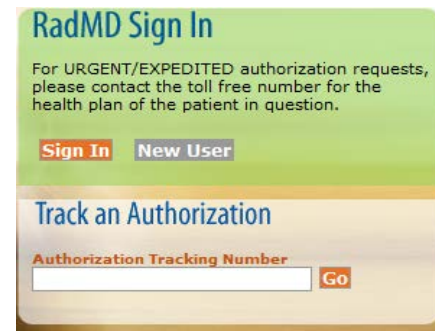 RadMD Sign In
For URGENT/EXPEDITED authorization requests,
please contact the toll free number for the
health plan of the patient in question.
Sign In New User
Track an Authorization
Authorization Tracking Number
Go